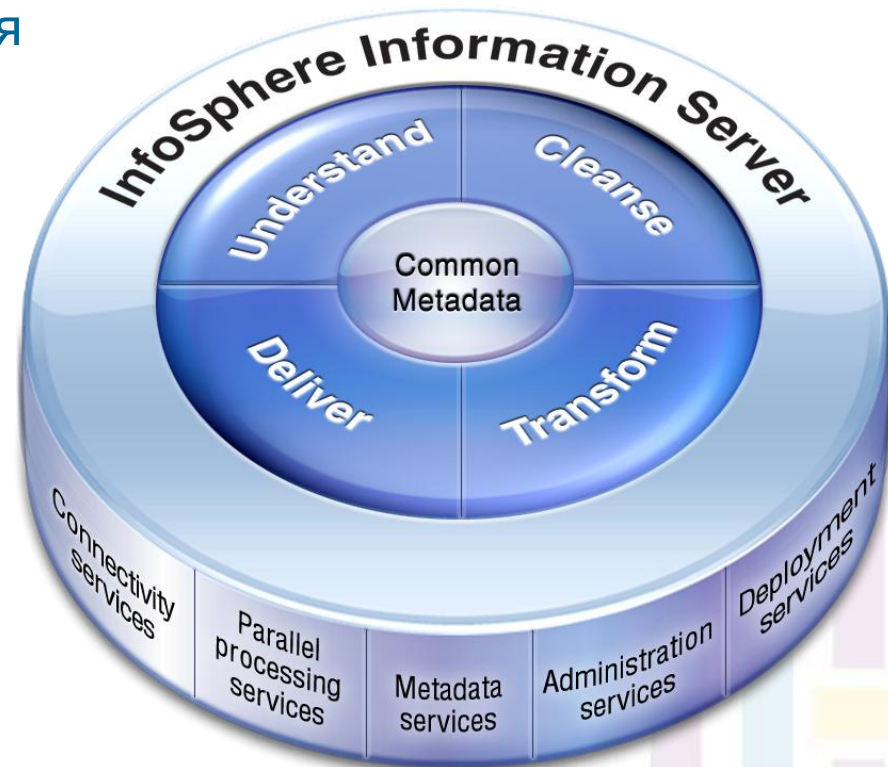 я
InfoSphere Information Server
Understand
Cleanse
Common
Metadata
Deliver
Transform
Connectivity
services
Parallel
processing
services
Metadata
services
Administration
services
Deployment
services